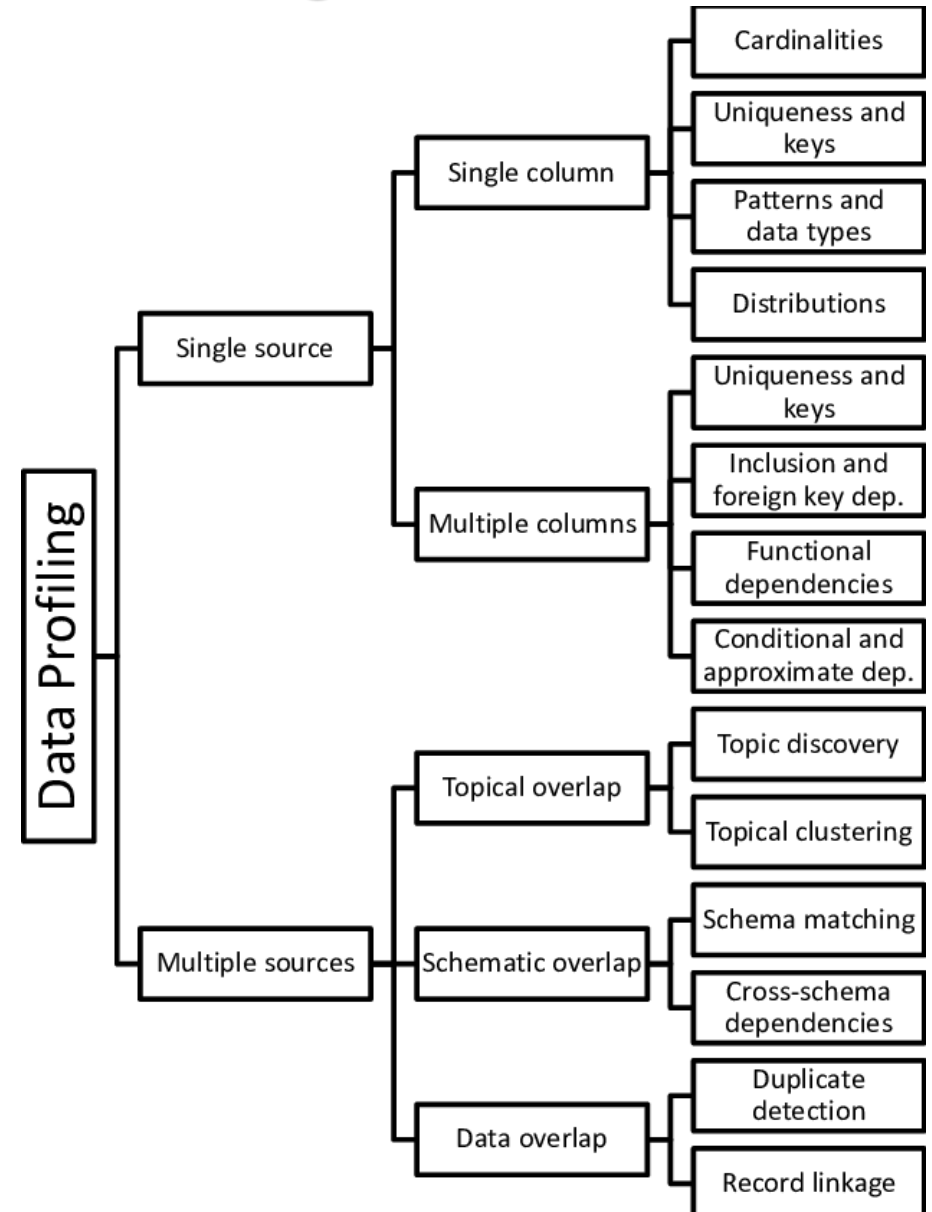 Cardinalities
Uniqueness and
keys
Single column
Patterns and
data types
Distributions
Single source
Uniqueness and
keys
Inclusion and
foreign key dep.
Multiple columns
Functional
dependencies
Conditional and
approximate dep.
Data Profiling
Topic discovery
Topical overlap
Topical clustering
Schema matching
Multiple sources
Schematic overlap
Cross-schema
dependencies
Duplicate
detection
Data overlap
Record linkage